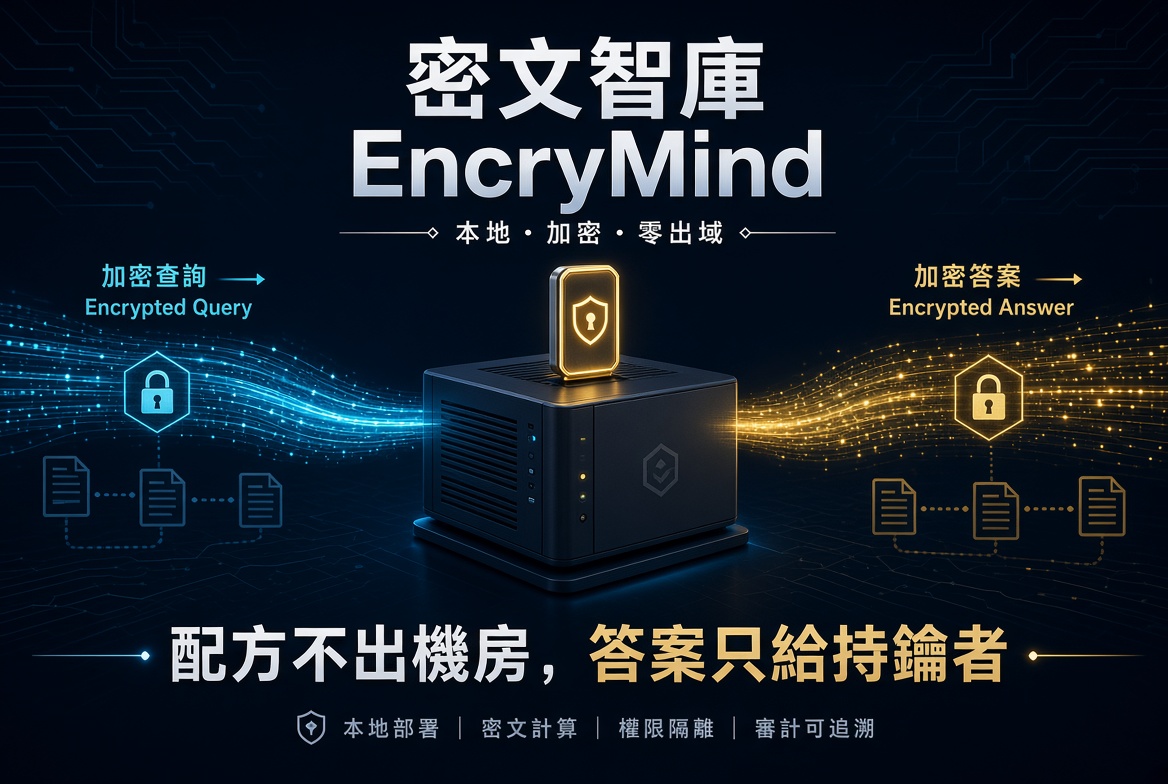 密文智庫
EncryMind
本地・加密・零出域
加密查詢
Encrypted Query
加密答案
Encrypted Answer
配方不出機房，答案只給持鑰者
本地部署｜密文計算｜權限隔離｜審計可追溯